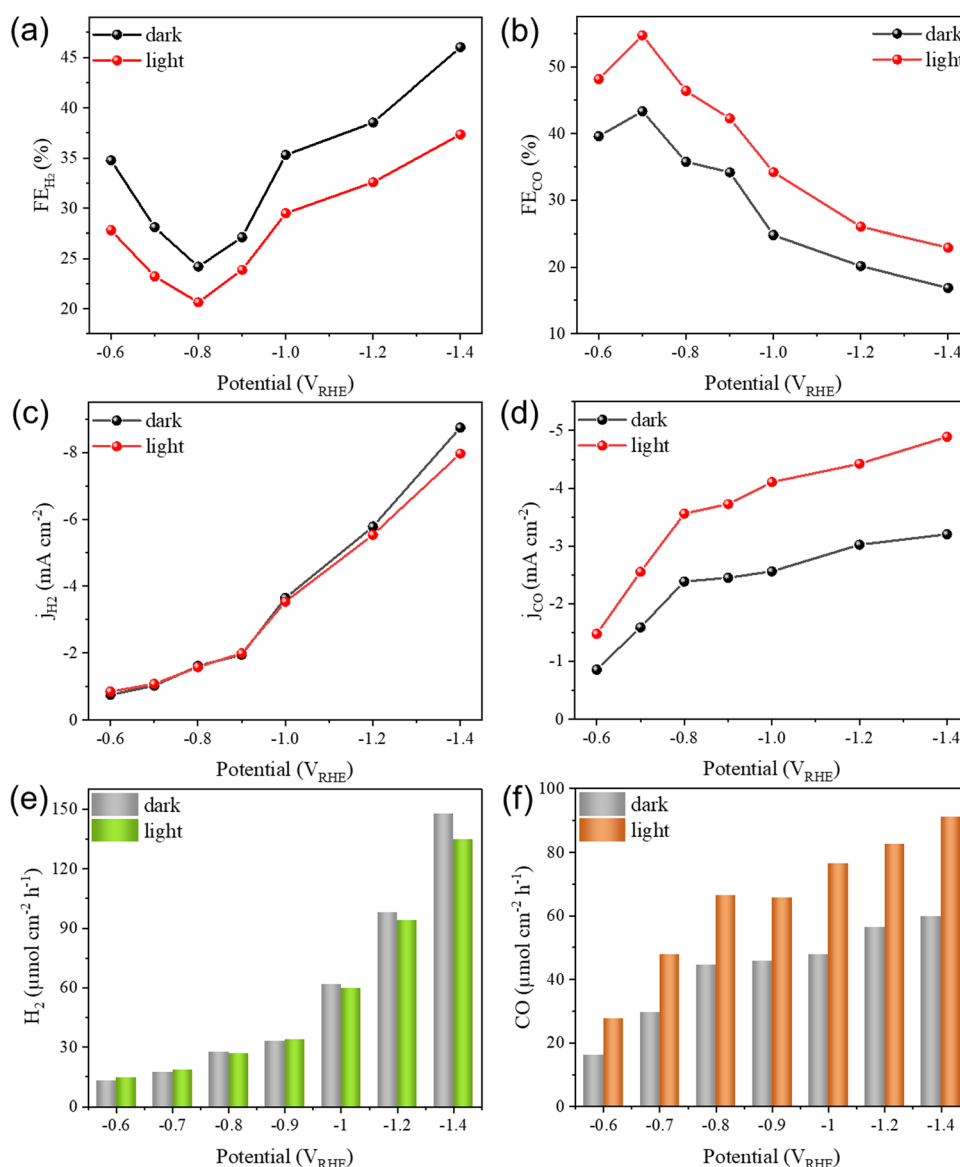 (a)
dark
light
45
40
35
30
25
20
FE_H2 (%)
-0.6 -0.8 -1.0 -1.2 -1.4
Potential (V_RHE)
(b)
dark
light
50
40
30
20
10
FE_CO (%)
-0.6 -0.8 -1.0 -1.2 -1.4
Potential (V_RHE)
(c)
dark
light
-8
-6
-4
-2
0
j_H2 (mA cm⁻²)
-0.6 -0.8 -1.0 -1.2 -1.4
Potential (V_RHE)
(d)
dark
light
-5
-4
-3
-2
-1
0
j_CO (mA cm⁻²)
-0.6 -0.8 -1.0 -1.2 -1.4
Potential (V_RHE)
(e)
dark
light
150
120
90
60
30
0
H₂ (μmol cm⁻² h⁻¹)
-0.6 -0.7 -0.8 -0.9 -1 -1.2 -1.4
Potential (V_RHE)
(f)
dark
light
100
80
60
40
20
0
CO (μmol cm⁻² h⁻¹)
-0.6 -0.7 -0.8 -0.9 -1 -1.2 -1.4
Potential (V_RHE)